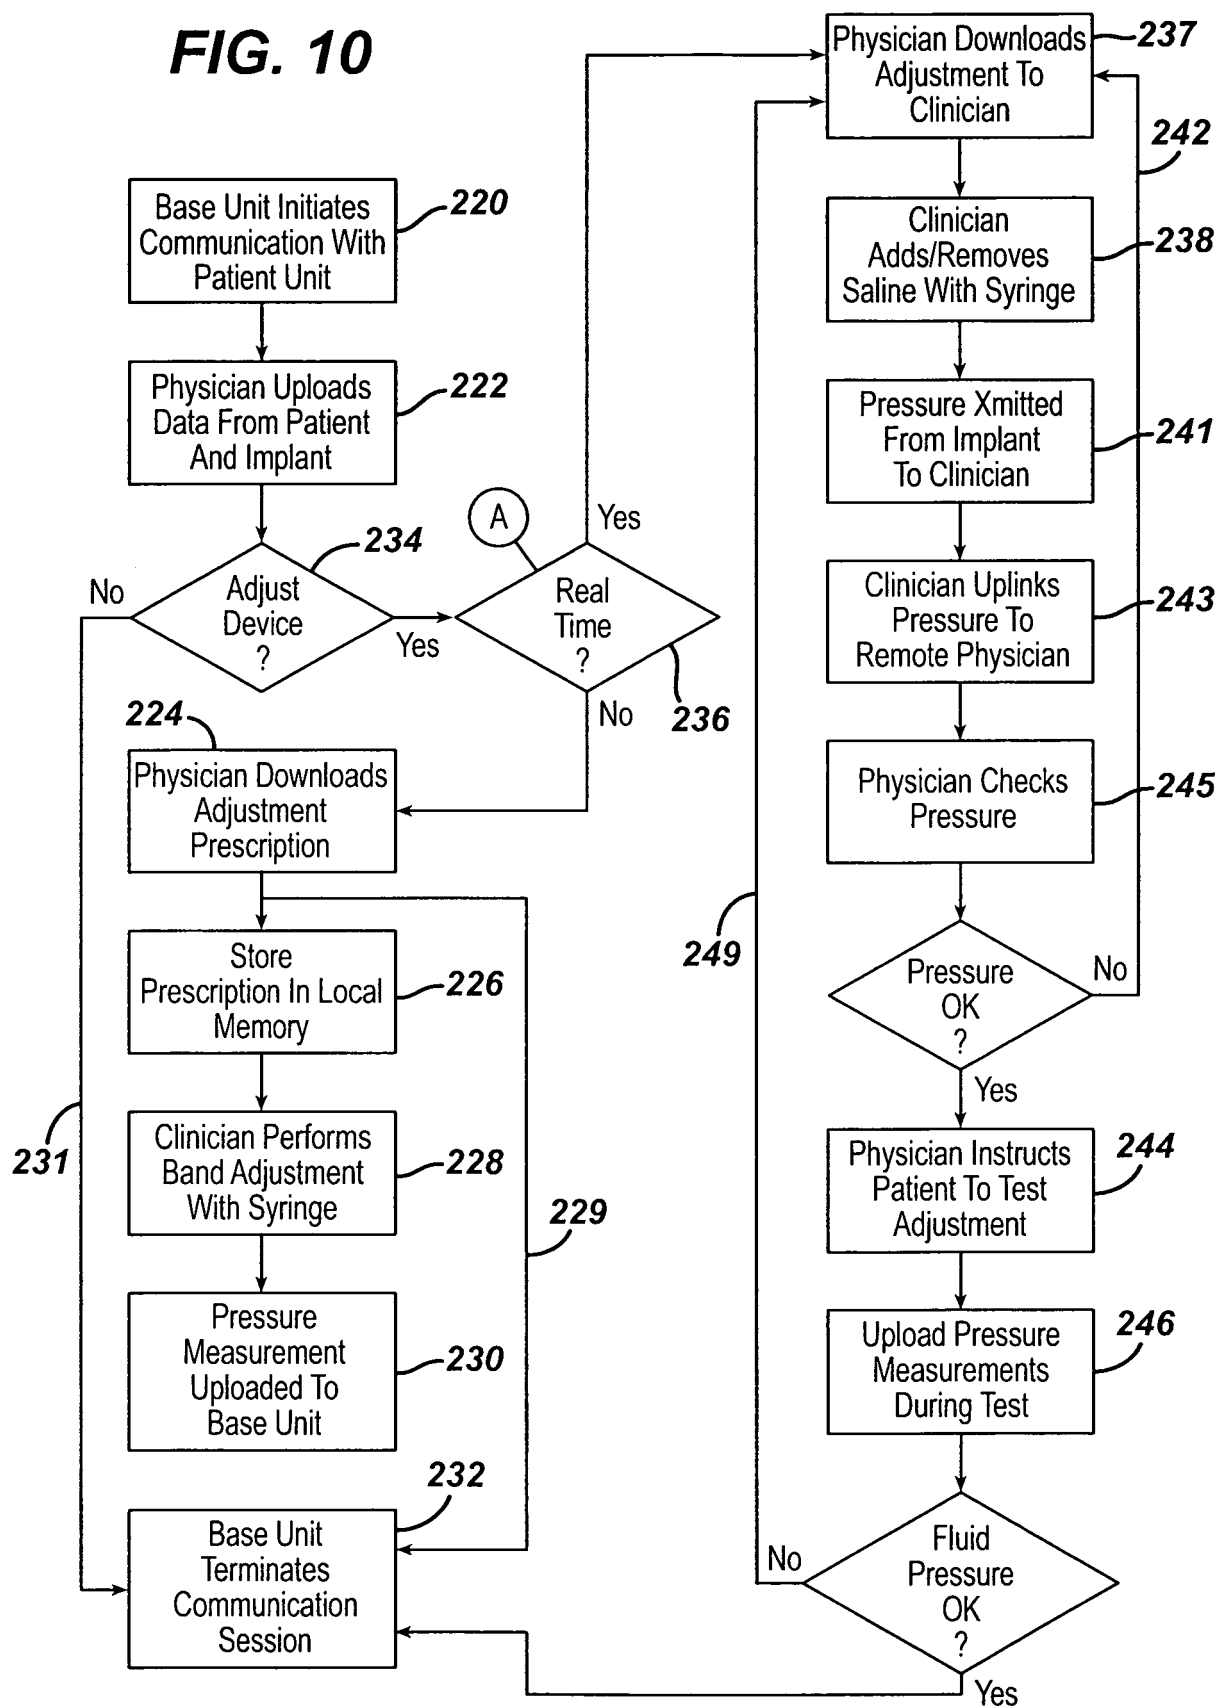 FIG. 10
Base Unit Initiates
Communication With
Patient Unit
220
Physician Uploads
Data From Patient
And Implant
222
Adjust
Device
?
234
No
Yes
A
Real
Time
?
236
Yes
No
224
Physician Downloads
Adjustment
Prescription
Store
Prescription In Local
Memory
226
Clinician Performs
Band Adjustment
With Syringe
228
229
231
Pressure
Measurement
Uploaded To
Base Unit
230
232
Base Unit
Terminates
Communication
Session
Physician Downloads
Adjustment To
Clinician
237
242
Clinician
Adds/Removes
Saline With Syringe
238
Pressure Xmitted
From Implant
To Clinician
241
Clinician Uplinks
Pressure To
Remote Physician
243
Physician Checks
Pressure
245
249
Pressure
OK
?
No
Yes
Physician Instructs
Patient To Test
Adjustment
244
Upload Pressure
Measurements
During Test
246
Fluid
Pressure
OK
?
No
Yes